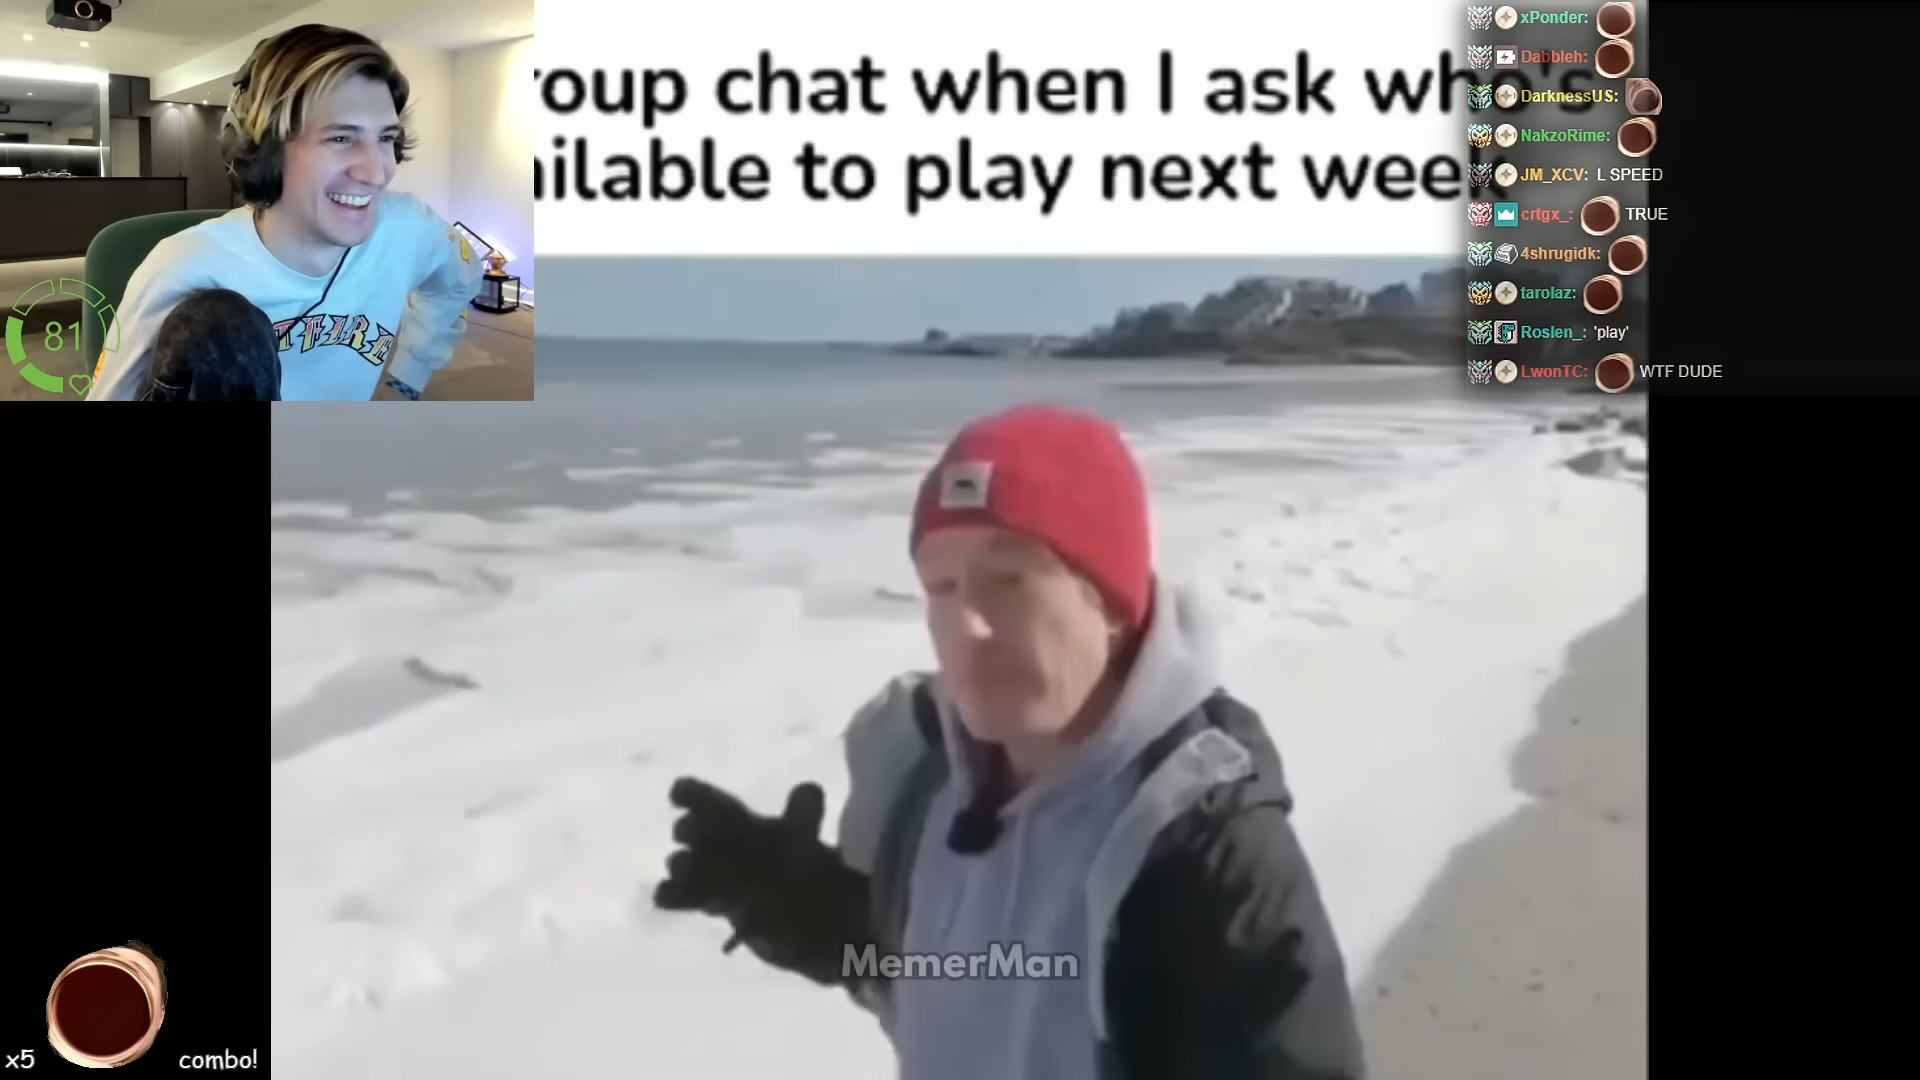 roup chat when I ask who's
ilable to play next wee
xPonder:
Dabbleh:
DarknessUS:
NakzoRime:
JM_XCV: L SPEED
crtgx_: TRUE
4shrugidk:
tarolaz:
Roslen_: 'play'
LwonTC: WTF DUDE
81
MemerMan
x5 combo!